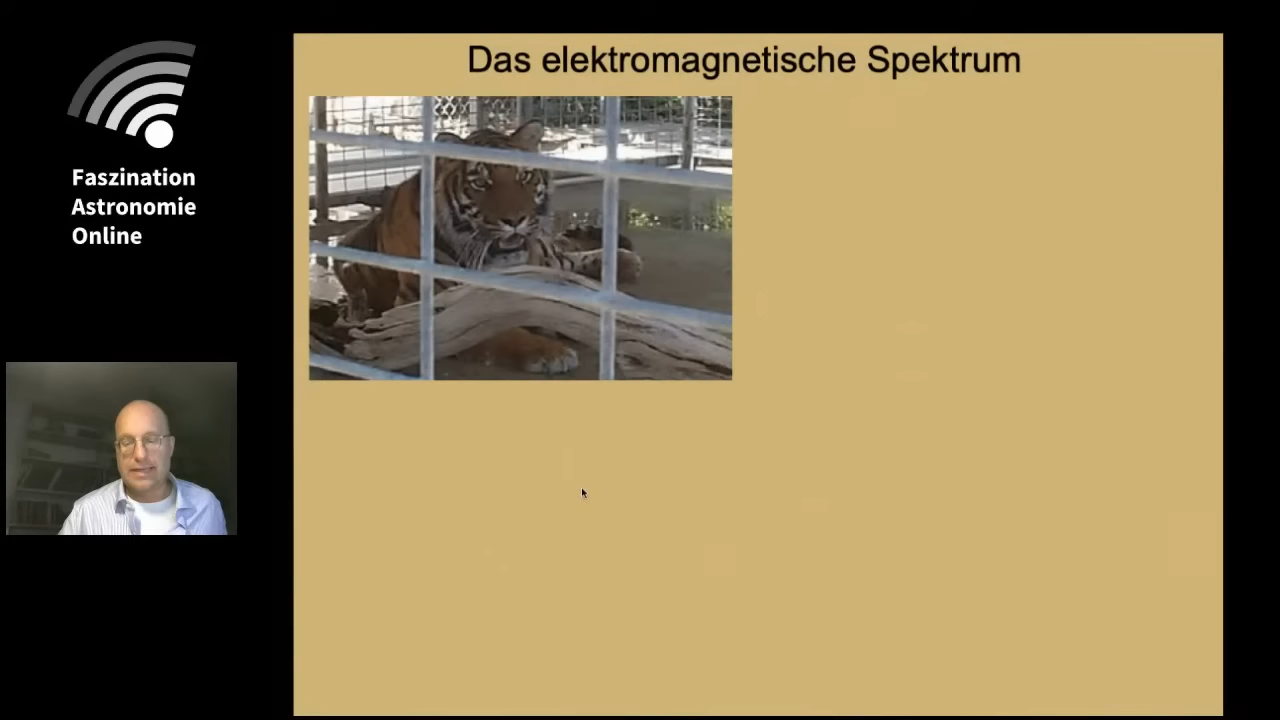 Das elektromagnetische Spektrum
Faszination
Astronomie
Online